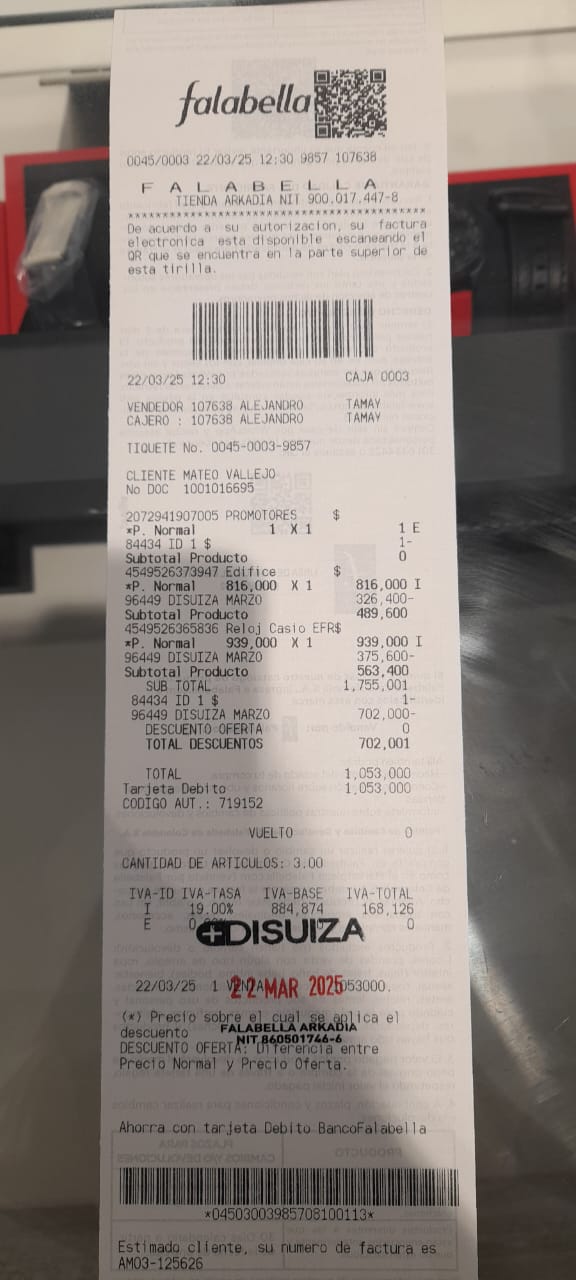 falabella
0045/0003 22/03/25 12:30 9857 107638
F A L A B E L L A
TIENDA ARKADIA NIT 900.017.447-8
De acuerdo a su autorizacion, su factura
electronica esta disponible escaneando el
QR que se encuentra en la parte superior de
esta tirilla.
22/03/25 12:30 CAJA 0003
VENDEDOR 107638 ALEJANDRO TAMAY
CAJERO : 107638 ALEJANDRO TAMAY
TIQUETE No. 0045-0003-9857
CLIENTE MATEO VALLEJO
No DOC 1001016695
2072941907005 PROMOTORES $
*P. Normal 1 X 1 1 E
84434 ID 1 $ 1-
Subtotal Producto 0
4549526373947 Edifice $
*P. Normal 816,000 X 1 816,000 I
96449 DISUIZA MARZO 326,400-
Subtotal Producto 489,600
4549526365836 Reloj Casio EFR$
*P. Normal 939,000 X 1 939,000 I
96449 DISUIZA MARZO 375,600-
Subtotal Producto 563,400
SUB TOTAL 1,755,001
84434 ID 1 $ 1-
96449 DISUIZA MARZO 702,000-
DESCUENTO OFERTA 0
TOTAL DESCUENTOS 702,001
TOTAL 1,053,000
Tarjeta Debito 1,053,000
CODIGO AUT.: 719152
VUELTO 0
CANTIDAD DE ARTICULOS: 3.00
IVA-ID IVA-TASA IVA-BASE IVA-TOTAL
I 19.00% 884,874 168,126
E 0
DISUIZA
22/03/25 1 VENTA 053000.
22 MAR 2025
(*) Precio sobre el cual se aplica el
descuento
FALABELLA ARKADIA
NIT 860501746-6
DESCUENTO OFERTA: Diferencia entre
Precio Normal y Precio Oferta.
Ahorra con tarjeta Debito BancoFalabella
*04503003985708100113*
Estimado cliente, su numero de factura es
AM03-125626